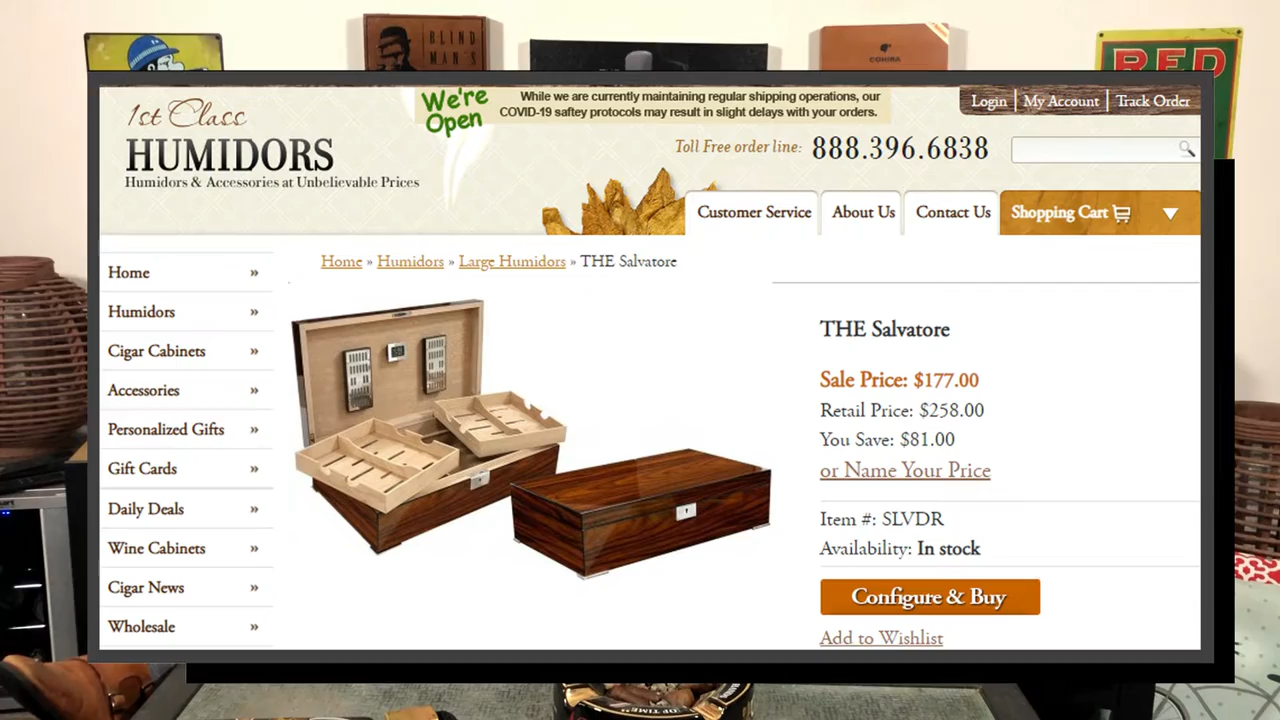 BLIND
MAN'S
COHIBA
RED
1st Class
HUMIDORS
Humidors & Accessories at Unbelievable Prices
We're
Open
While we are currently maintaining regular shipping operations, our
COVID-19 saftey protocols may result in slight delays with your orders.
Login
My Account
Track Order
Toll Free order line: 888.396.6838
Customer Service
About Us
Contact Us
Shopping Cart
Home » Humidors » Large Humidors » THE Salvatore
Home »
Humidors »
Cigar Cabinets »
Accessories »
Personalized Gifts »
Gift Cards »
Daily Deals »
Wine Cabinets »
Cigar News »
Wholesale »
THE Salvatore
Sale Price: $177.00
Retail Price: $258.00
You Save: $81.00
or Name Your Price
Item #: SLVDR
Availability: In stock
Configure & Buy
Add to Wishlist
OF TIME